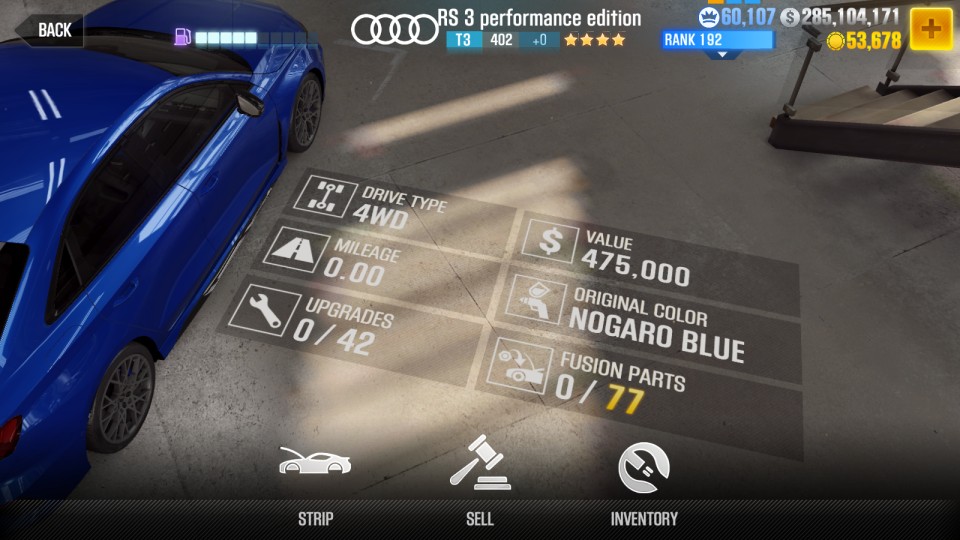 BACK
RS 3 performance edition
T3 402 +0
60,107 285,104,171
RANK 192
53,678
DRIVE TYPE
4WD
MILEAGE
0.00
UPGRADES
0 / 42
VALUE
475,000
ORIGINAL COLOR
NOGARO BLUE
FUSION PARTS
0 / 77
STRIP
SELL
INVENTORY